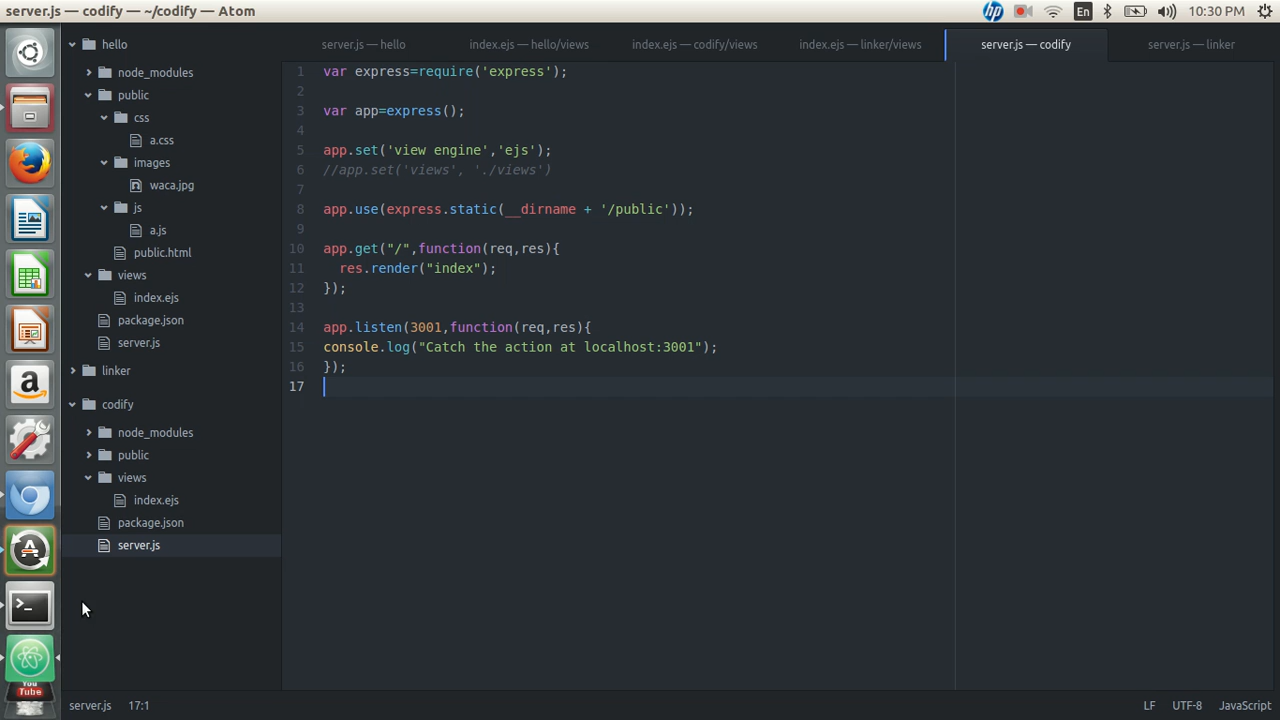 server.js — codify — ~/codify — Atom
En
10:30 PM
hello
node_modules
public
css
a.css
images
waca.jpg
js
a.js
public.html
views
index.ejs
package.json
server.js
linker
codify
node_modules
public
views
index.ejs
package.json
server.js
server.js — hello
index.ejs — hello/views
index.ejs — codify/views
index.ejs — linker/views
server.js — codify
server.js — linker
1 var express=require('express');
2
3 var app=express();
4
5 app.set('view engine','ejs');
6 //app.set('views', './views')
7
8 app.use(express.static(__dirname + '/public'));
9
10 app.get("/",function(req,res){
11 res.render("index");
12 });
13
14 app.listen(3001,function(req,res){
15 console.log("Catch the action at localhost:3001");
16 });
17
You
Tube
server.js 17:1
LF UTF-8 JavaScript